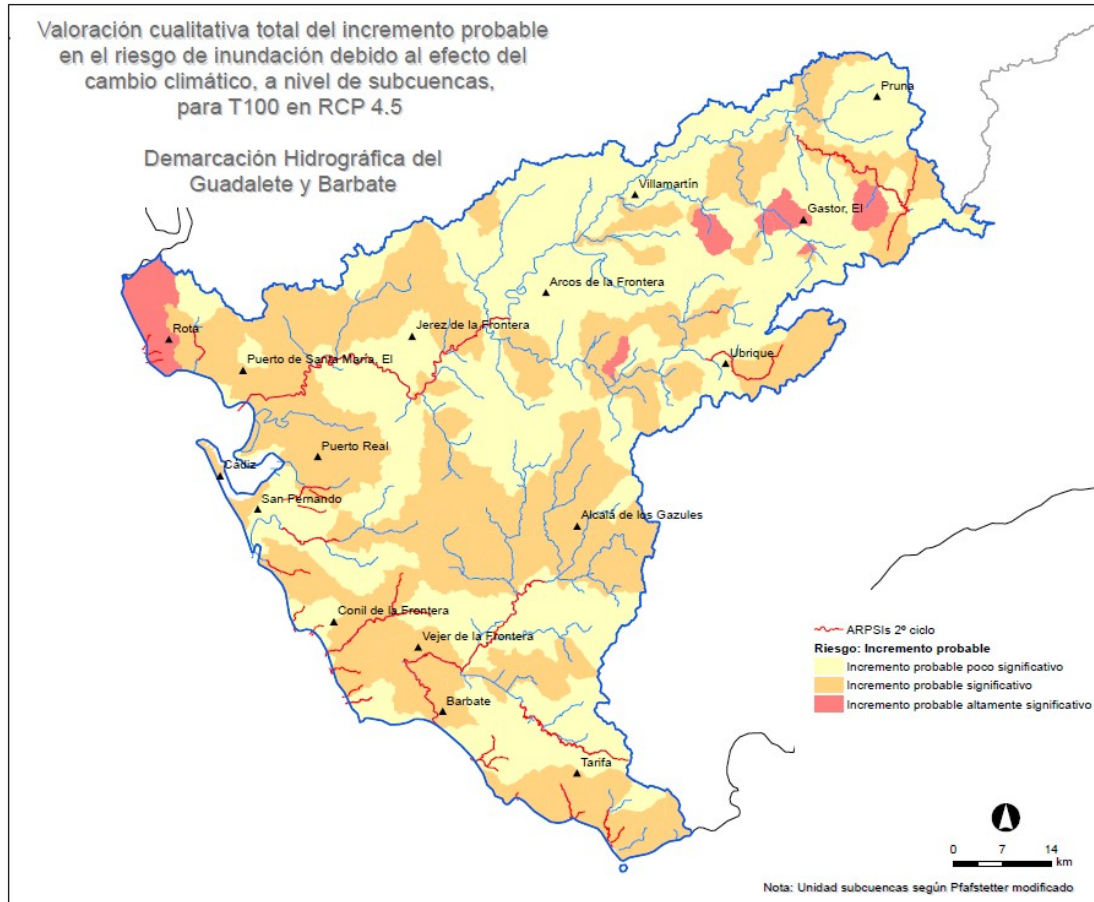 Valoración cualitativa total del incremento probable
en el riesgo de inundación debido al efecto del
cambio climático, a nivel de subcuencas,
para T100 en RCP 4.5
Demarcación Hidrográfica del
Guadalete y Barbate
Pruna
Villamartín
Gastor, El
Arcos de la Frontera
Rota
Jerez de la Frontera
Puerto de Santa María, El
Ubrique
Puerto Real
Cádiz
San Fernando
Alcalá de los Gazules
Conil de la Frontera
Vejer de la Frontera
Barbate
Tarifa
ARPSIs 2º ciclo
Riesgo: Incremento probable
Incremento probable poco significativo
Incremento probable significativo
Incremento probable altamente significativo
0 7 14
km
Nota: Unidad subcuencas según Pfafstetter modificado